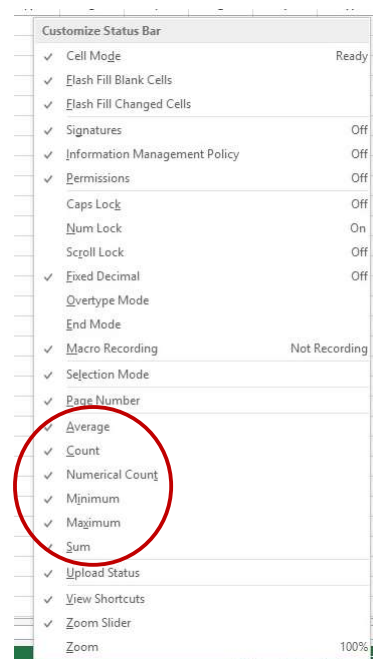 Customize Status Bar
Cell Mode Ready
Flash Fill Blank Cells
Flash Fill Changed Cells
Signatures Off
Information Management Policy Off
Permissions Off
Caps Lock Off
Num Lock On
Scroll Lock Off
Fixed Decimal Off
Overtype Mode
End Mode
Macro Recording Not Recording
Selection Mode
Page Number
Average
Count
Numerical Count
Minimum
Maximum
Sum
Upload Status
View Shortcuts
Zoom Slider
Zoom 100%